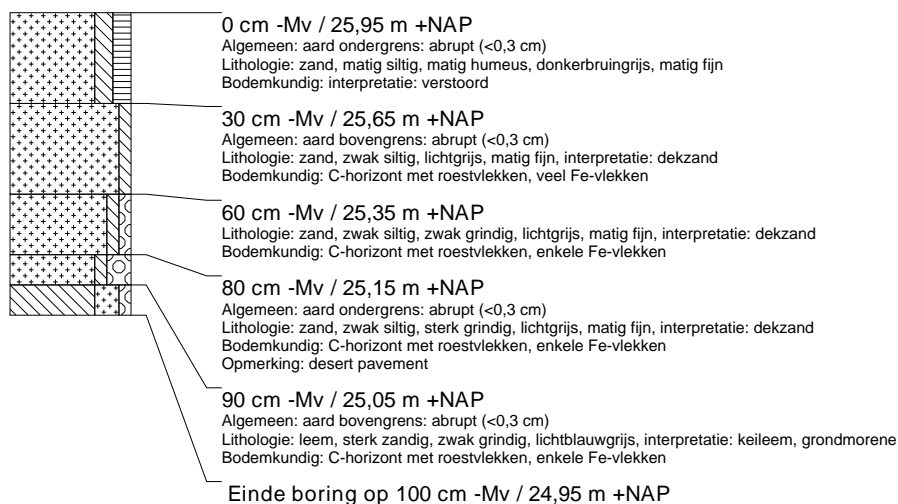 0 cm -Mv / 25,95 m +NAP
Algemeen: aard ondergrens: abrupt (<0,3 cm)
Lithologie: zand, matig siltig, matig humeus, donkerbruingrijs, matig fijn
Bodemkundig: interpretatie: verstoord
30 cm -Mv / 25,65 m +NAP
Algemeen: aard bovengrens: abrupt (<0,3 cm)
Lithologie: zand, zwak siltig, lichtgrijs, matig fijn, interpretatie: dekzand
Bodemkundig: C-horizont met roestvlekken, veel Fe-vlekken
60 cm -Mv / 25,35 m +NAP
Lithologie: zand, zwak siltig, zwak grindig, lichtgrijs, matig fijn, interpretatie: dekzand
Bodemkundig: C-horizont met roestvlekken, enkele Fe-vlekken
80 cm -Mv / 25,15 m +NAP
Algemeen: aard ondergrens: abrupt (<0,3 cm)
Lithologie: zand, zwak siltig, sterk grindig, lichtgrijs, matig fijn, interpretatie: dekzand
Bodemkundig: C-horizont met roestvlekken, enkele Fe-vlekken
Opmerking: desert pavement
90 cm -Mv / 25,05 m +NAP
Algemeen: aard bovengrens: abrupt (<0,3 cm)
Lithologie: leem, sterk zandig, zwak grindig, lichtblauwgrijs, interpretatie: keileem, grondmorene
Bodemkundig: C-horizont met roestvlekken, enkele Fe-vlekken
Einde boring op 100 cm -Mv / 24,95 m +NAP